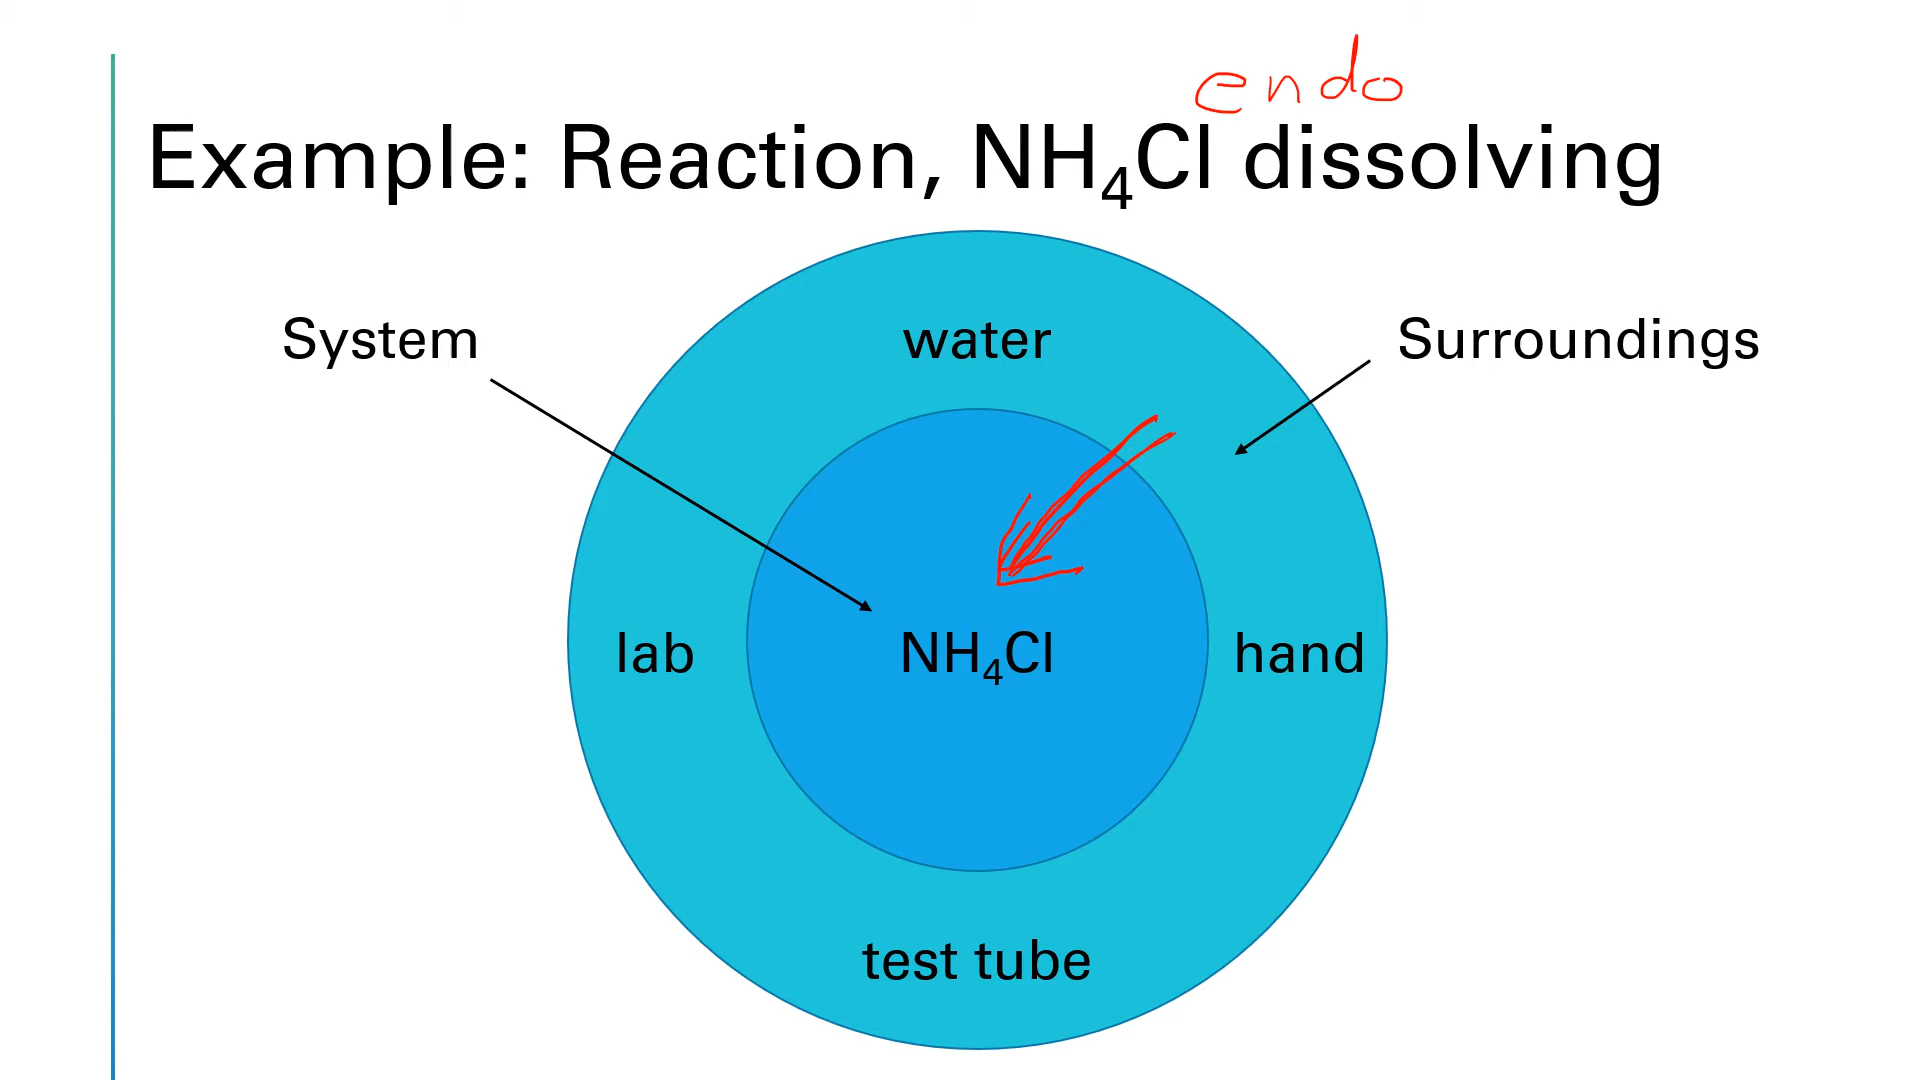 endo
Example: Reaction, NH₄Cl dissolving
System
water
Surroundings
lab
NH₄Cl
hand
test tube